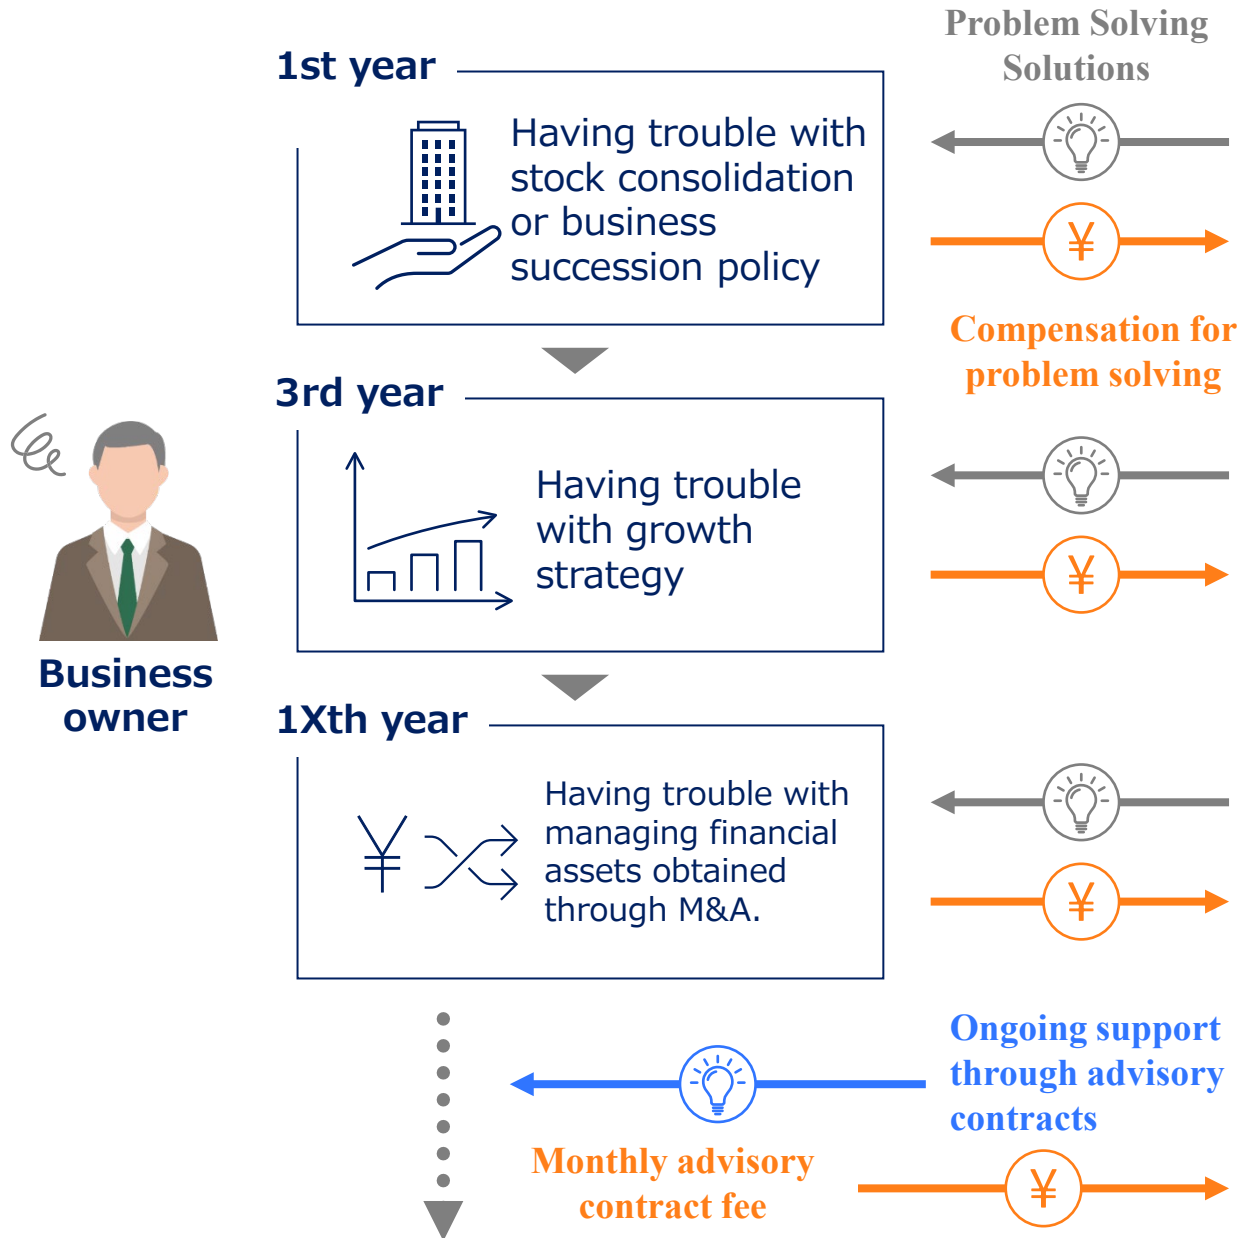 Problem Solving
Solutions
1st year
Having trouble with
stock consolidation
or business
succession policy
¥
Compensation for
problem solving
3rd year
Having trouble
with growth
strategy
¥
Business
owner
1Xth year
¥
Having trouble with
managing financial
assets obtained
through M&A.
¥
Ongoing support
through advisory
contracts
Monthly advisory
contract fee
¥